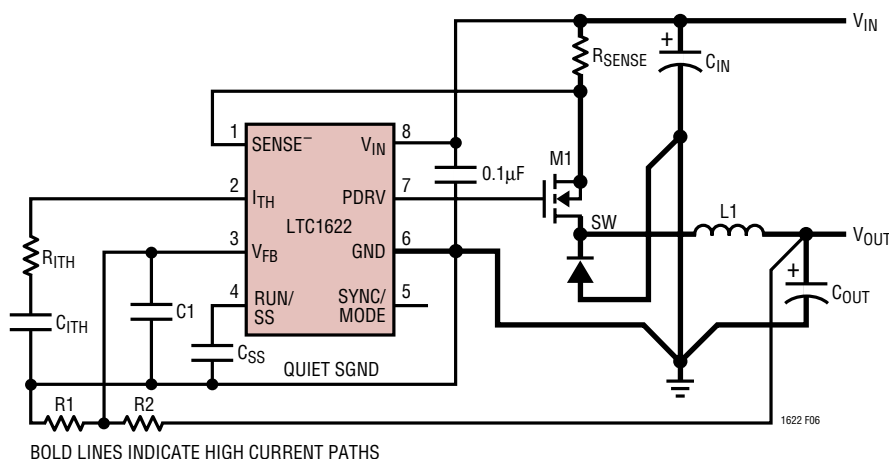 V_IN
R_SENSE
+
C_IN
1
SENSE⁻
V_IN
8
0.1µF
M1
2
I_TH
PDRV
7
LTC1622
SW
L1
R_ITH
3
V_FB
GND
6
V_OUT
+
C_OUT
C_ITH
C1
4
RUN/
SS
SYNC/
MODE
5
C_SS
QUIET SGND
R1
R2
1622 F06
BOLD LINES INDICATE HIGH CURRENT PATHS